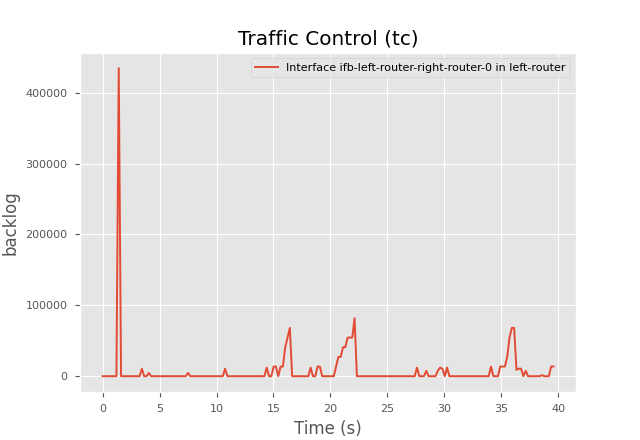 Traffic Control (tc)
Interface ifb-left-router-right-router-0 in left-router
400000
300000
200000
100000
0
backlog
0 5 10 15 20 25 30 35 40
Time (s)